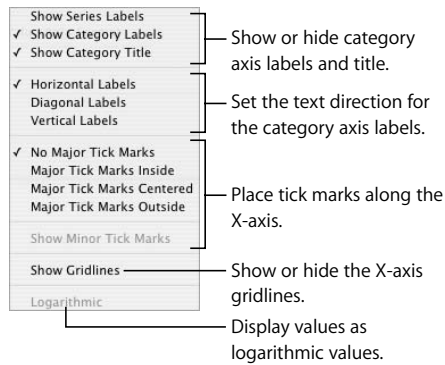 Show Series Labels
✓ Show Category Labels
✓ Show Category Title
Show or hide category
axis labels and title.
✓ Horizontal Labels
Diagonal Labels
Vertical Labels
Set the text direction for
the category axis labels.
✓ No Major Tick Marks
Major Tick Marks Inside
Major Tick Marks Centered
Major Tick Marks Outside
Show Minor Tick Marks
Place tick marks along the
X-axis.
Show Gridlines
Show or hide the X-axis
gridlines.
Logarithmic
Display values as
logarithmic values.